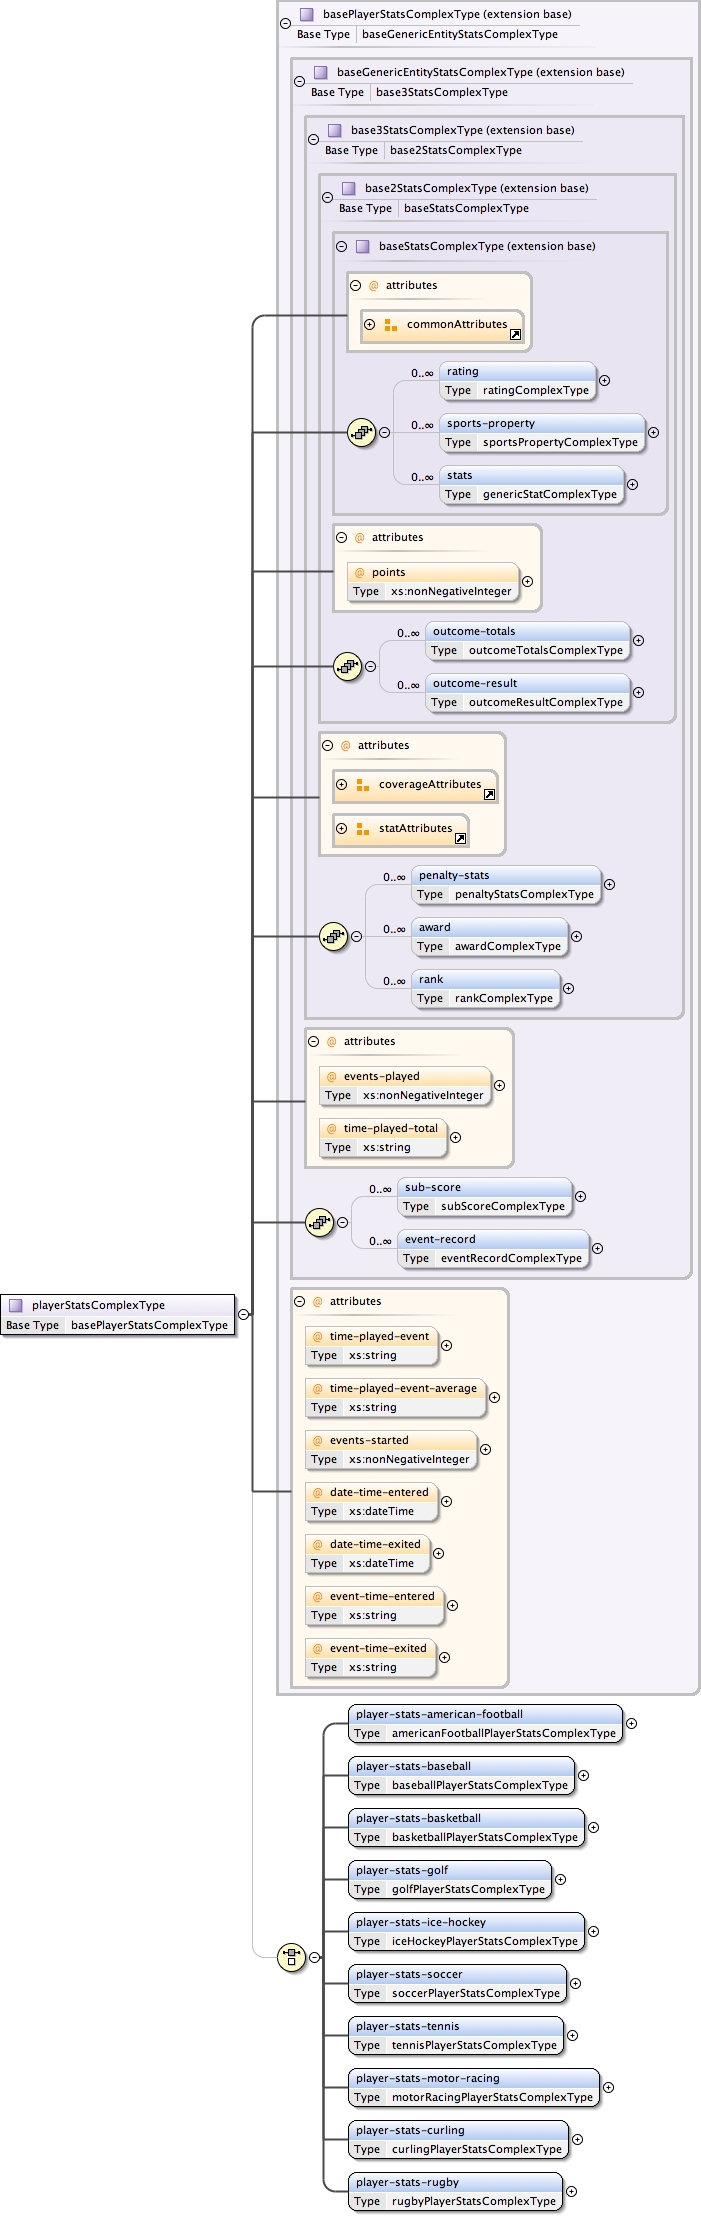 basePlayerStatsComplexType (extension base)
Base Type baseGenericEntityStatsComplexType
baseGenericEntityStatsComplexType (extension base)
Base Type base3StatsComplexType
base3StatsComplexType (extension base)
Base Type base2StatsComplexType
base2StatsComplexType (extension base)
Base Type baseStatsComplexType
baseStatsComplexType (extension base)
@ attributes
commonAttributes
0..∞ rating
Type ratingComplexType
0..∞ sports-property
Type sportsPropertyComplexType
0..∞ stats
Type genericStatComplexType
@ attributes
@ points
Type xs:nonNegativeInteger
0..∞ outcome-totals
Type outcomeTotalsComplexType
0..∞ outcome-result
Type outcomeResultComplexType
@ attributes
coverageAttributes
statAttributes
0..∞ penalty-stats
Type penaltyStatsComplexType
0..∞ award
Type awardComplexType
0..∞ rank
Type rankComplexType
@ attributes
@ events-played
Type xs:nonNegativeInteger
@ time-played-total
Type xs:string
0..∞ sub-score
Type subScoreComplexType
0..∞ event-record
Type eventRecordComplexType
playerStatsComplexType
Base Type basePlayerStatsComplexType
@ attributes
@ time-played-event
Type xs:string
@ time-played-event-average
Type xs:string
@ events-started
Type xs:nonNegativeInteger
@ date-time-entered
Type xs:dateTime
@ date-time-exited
Type xs:dateTime
@ event-time-entered
Type xs:string
@ event-time-exited
Type xs:string
player-stats-american-football
Type americanFootballPlayerStatsComplexType
player-stats-baseball
Type baseballPlayerStatsComplexType
player-stats-basketball
Type basketballPlayerStatsComplexType
player-stats-golf
Type golfPlayerStatsComplexType
player-stats-ice-hockey
Type iceHockeyPlayerStatsComplexType
player-stats-soccer
Type soccerPlayerStatsComplexType
player-stats-tennis
Type tennisPlayerStatsComplexType
player-stats-motor-racing
Type motorRacingPlayerStatsComplexType
player-stats-curling
Type curlingPlayerStatsComplexType
player-stats-rugby
Type rugbyPlayerStatsComplexType